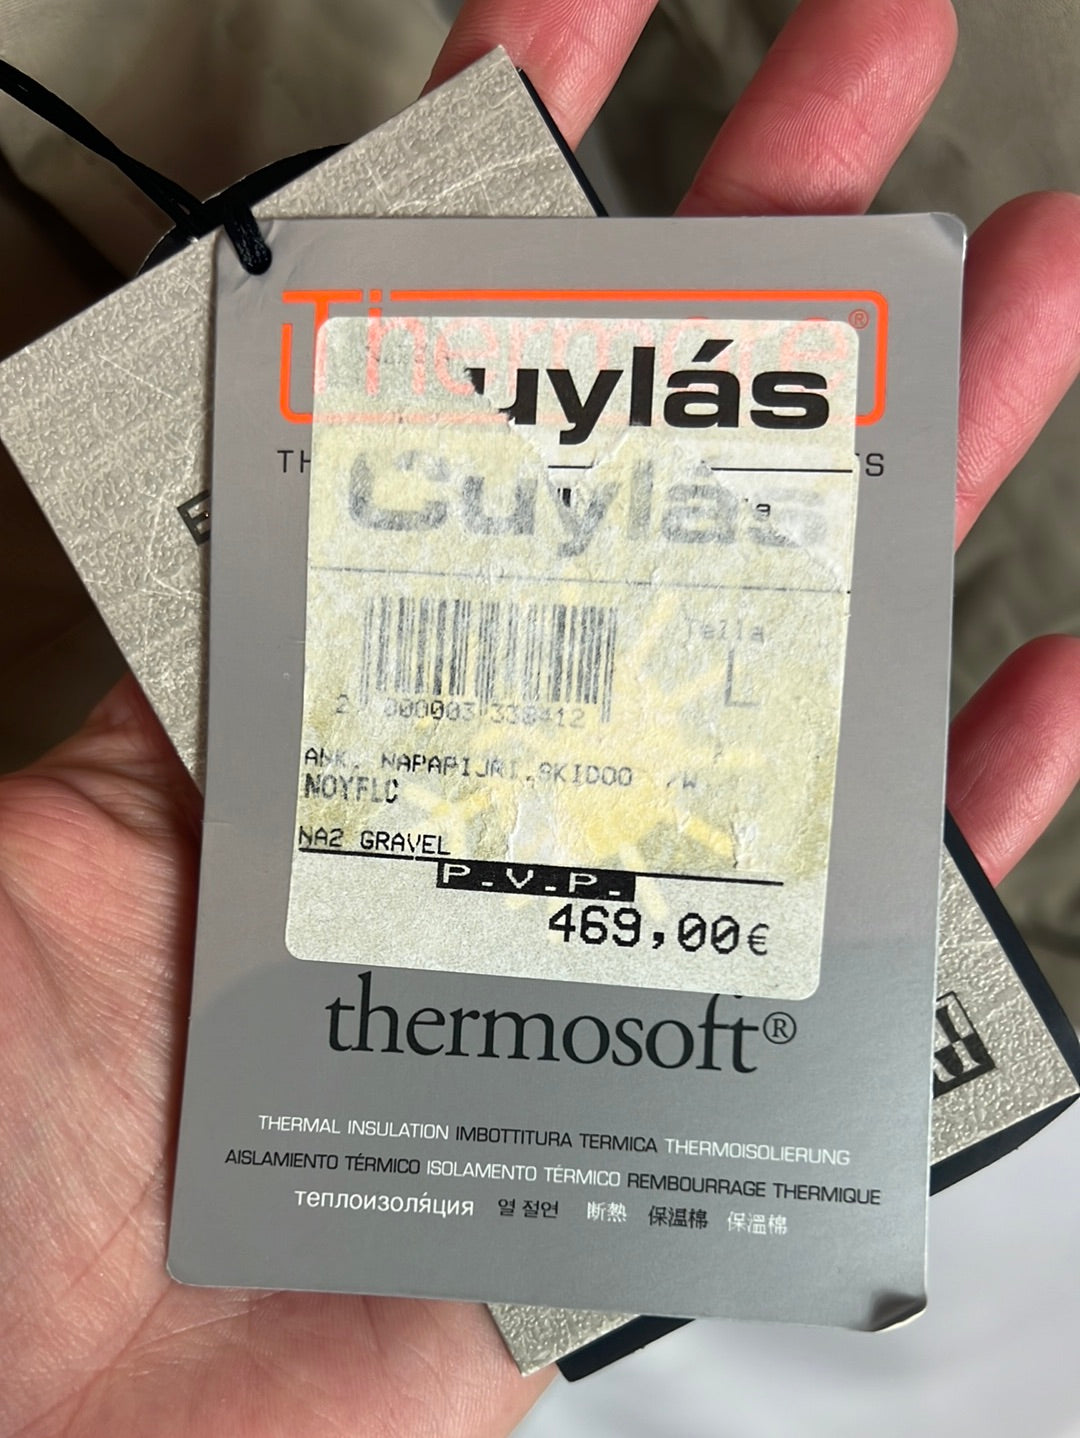 Thermore®
uylás
Cuylás
Talla
L
2 000003 338412
ANK. NAPAPIJRI.SKIDOO /W
NOYFLC
NA2 GRAVEL
P.V.P.
469,00€
thermosoft®
THERMAL INSULATION IMBOTTITURA TERMICA THERMOISOLIERUNG
AISLAMIENTO TÉRMICO ISOLAMENTO TÉRMICO REMBOURRAGE THERMIQUE
теплоизоля́ция 열 절연 断熱 保温棉 保溫棉